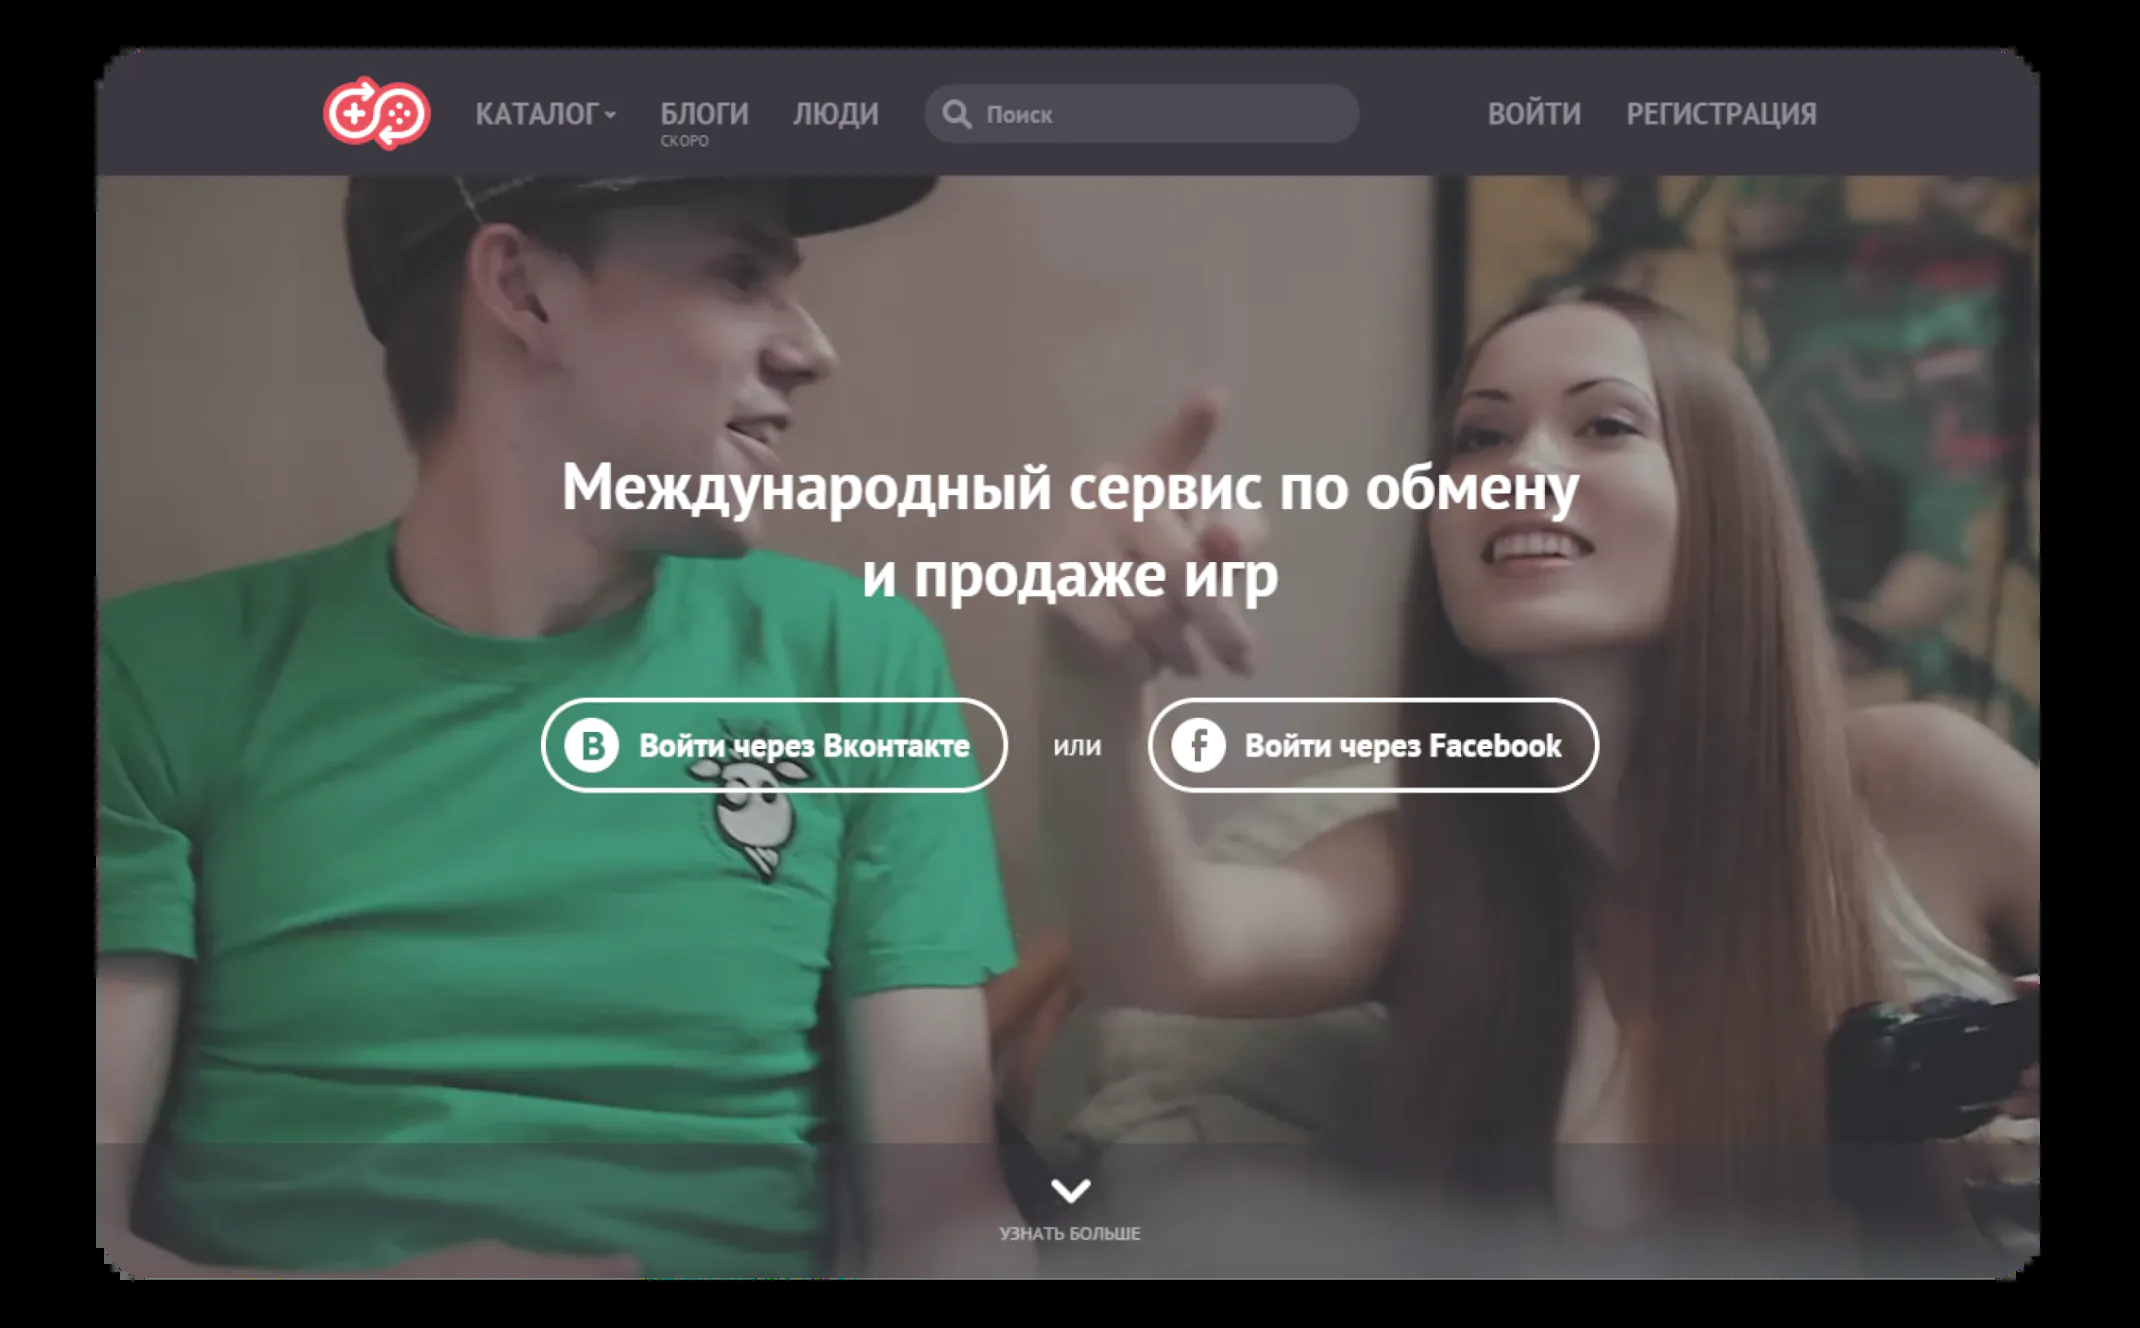 КАТАЛОГ
БЛОГИ
СКОРО
ЛЮДИ
Поиск
ВОЙТИ
РЕГИСТРАЦИЯ
Международный сервис по обмену
и продаже игр
В Войти через Вконтакте
или
f Войти через Facebook
УЗНАТЬ БОЛЬШЕ